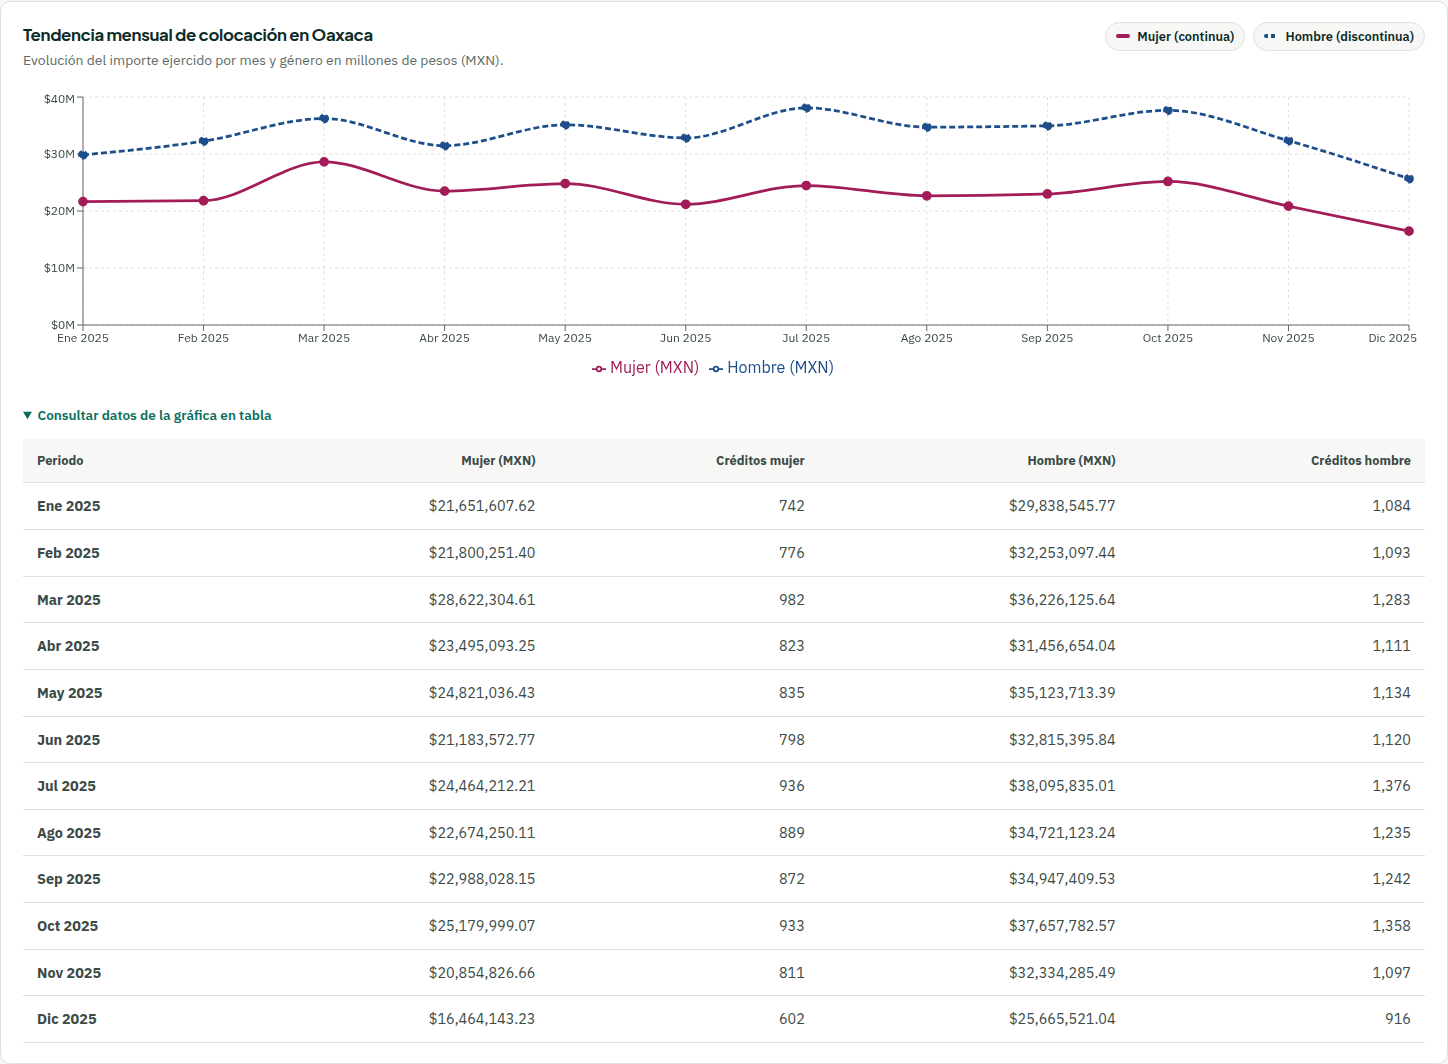 Tendencia mensual de colocación en Oaxaca
Mujer (continua) Hombre (discontinua)
Evolución del importe ejercido por mes y género en millones de pesos (MXN).
$40M
$30M
$20M
$10M
$0M
Ene 2025 Feb 2025 Mar 2025 Abr 2025 May 2025 Jun 2025 Jul 2025 Ago 2025 Sep 2025 Oct 2025 Nov 2025 Dic 2025
Mujer (MXN) Hombre (MXN)
▼ Consultar datos de la gráfica en tabla
Periodo Mujer (MXN) Créditos mujer Hombre (MXN) Créditos hombre
Ene 2025 $21,651,607.62 742 $29,838,545.77 1,084
Feb 2025 $21,800,251.40 776 $32,253,097.44 1,093
Mar 2025 $28,622,304.61 982 $36,226,125.64 1,283
Abr 2025 $23,495,093.25 823 $31,456,654.04 1,111
May 2025 $24,821,036.43 835 $35,123,713.39 1,134
Jun 2025 $21,183,572.77 798 $32,815,395.84 1,120
Jul 2025 $24,464,212.21 936 $38,095,835.01 1,376
Ago 2025 $22,674,250.11 889 $34,721,123.24 1,235
Sep 2025 $22,988,028.15 872 $34,947,409.53 1,242
Oct 2025 $25,179,999.07 933 $37,657,782.57 1,358
Nov 2025 $20,854,826.66 811 $32,334,285.49 1,097
Dic 2025 $16,464,143.23 602 $25,665,521.04 916